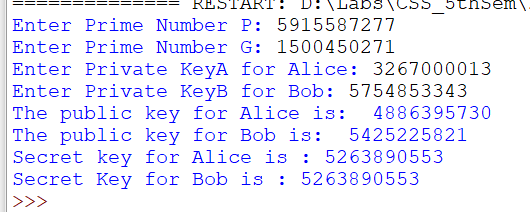 ============== RESTART: D:\Labs\CSS_5thSem\
Enter Prime Number P: 5915587277
Enter Prime Number G: 1500450271
Enter Private KeyA for Alice: 3267000013
Enter Private KeyB for Bob: 5754853343
The public key for Alice is:  4886395730
The public key for Bob is:  5425225821
Secret key for Alice is : 5263890553
Secret Key for Bob is : 5263890553
>>>